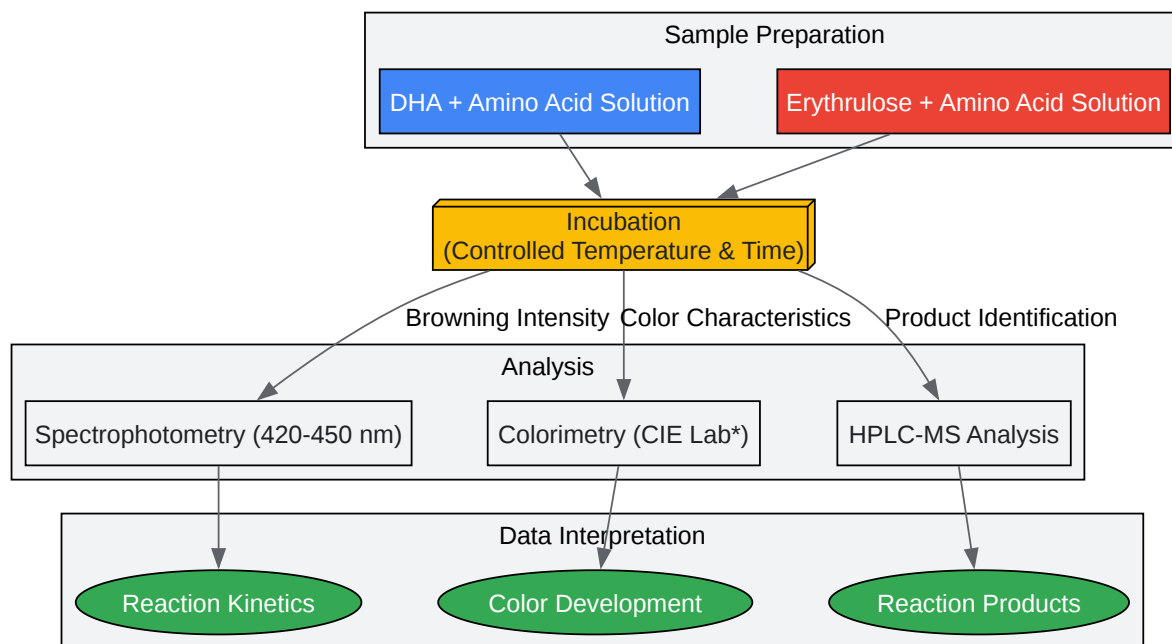 Sample Preparation
DHA + Amino Acid Solution
Erythrulose + Amino Acid Solution
Incubation
(Controlled Temperature & Time)
Browning Intensity
Color Characteristics
Product Identification
Analysis
Spectrophotometry (420-450 nm)
Colorimetry (CIE Lab*)
HPLC-MS Analysis
Data Interpretation
Reaction Kinetics
Color Development
Reaction Products